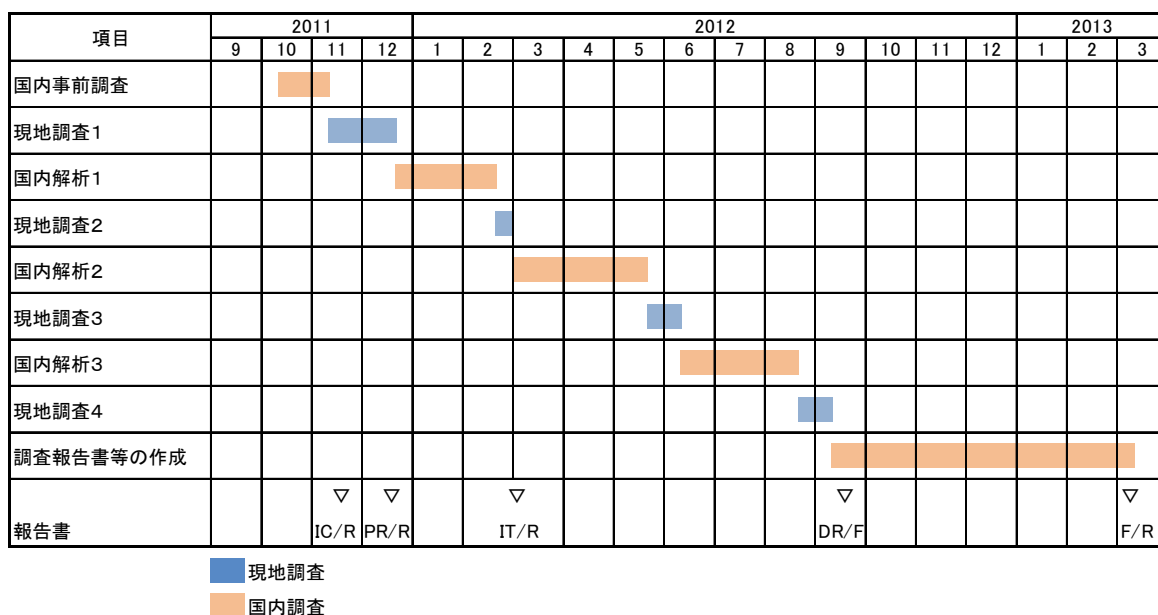 項目 2011 2012 2013
9 10 11 12 1 2 3 4 5 6 7 8 9 10 11 12 1 2 3
国内事前調査
現地調査1
国内解析1
現地調査2
国内解析2
現地調査3
国内解析3
現地調査4
調査報告書等の作成
▽ ▽ ▽ ▽ ▽
報告書 IC/R PR/R IT/R DR/F F/R
現地調査
国内調査